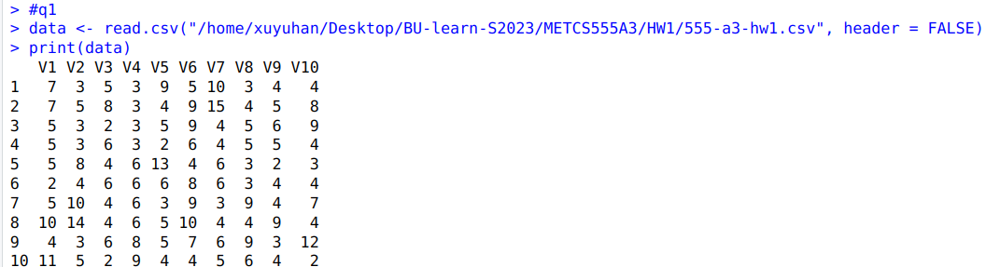 > #q1
> data <- read.csv("/home/xuyuhan/Desktop/BU-learn-S2023/METCS555A3/HW1/555-a3-hw1.csv", header = FALSE)
> print(data)
   V1 V2 V3 V4 V5 V6 V7 V8 V9 V10
1   7  3  5  3  9  5 10  3  4   4
2   7  5  8  3  4  9 15  4  5   8
3   5  3  2  3  5  9  4  5  6   9
4   5  3  6  3  2  6  4  5  5   4
5   5  8  4  6 13  4  6  3  2   3
6   2  4  6  6  6  8  6  3  4   4
7   5 10  4  6  3  9  3  9  4   7
8  10 14  4  6  5 10  4  4  9   4
9   4  3  6  8  5  7  6  9  3  12
10 11  5  2  9  4  4  5  6  4   2